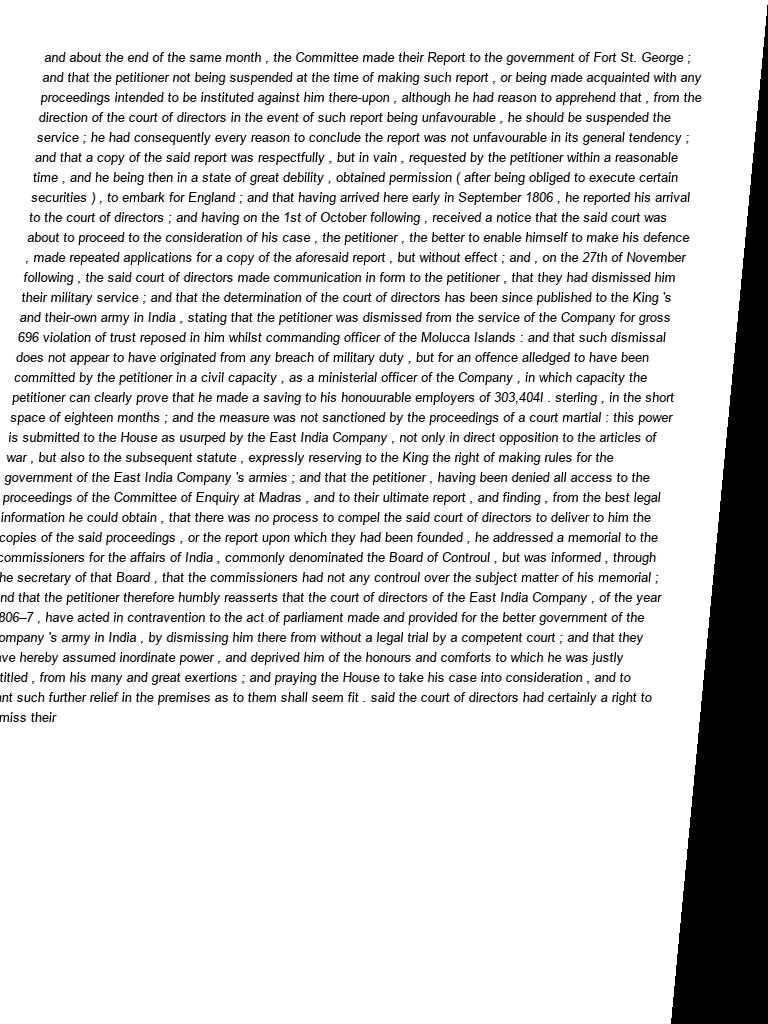 and about the end of the same month , the Committee made their Report to the government of Fort St. George ;
and that the petitioner not being suspended at the time of making such report , or being made acquainted with any
proceedings intended to be instituted against him there-upon , although he had reason to apprehend that , from the
direction of the court of directors in the event of such report being unfavourable , he should be suspended the
service ; he had consequently every reason to conclude the report was not unfavourable in its general tendency ;
and that a copy of the said report was respectfully , but in vain , requested by the petitioner within a reasonable
time , and he being then in a state of great debility , obtained permission ( after being obliged to execute certain
securities ) , to embark for England ; and that having arrived here early in September 1806 , he reported his arrival
to the court of directors ; and having on the 1st of October following , received a notice that the said court was
about to proceed to the consideration of his case , the petitioner , the better to enable himself to make his defence
, made repeated applications for a copy of the aforesaid report , but without effect ; and , on the 27th of November
following , the said court of directors made communication in form to the petitioner , that they had dismissed him
their military service ; and that the determination of the court of directors has been since published to the King 's
and their-own army in India , stating that the petitioner was dismissed from the service of the Company for gross
696 violation of trust reposed in him whilst commanding officer of the Molucca Islands : and that such dismissal
does not appear to have originated from any breach of military duty , but for an offence alledged to have been
committed by the petitioner in a civil capacity , as a ministerial officer of the Company , in which capacity the
petitioner can clearly prove that he made a saving to his honouurable employers of 303,404l . sterling , in the short
space of eighteen months ; and the measure was not sanctioned by the proceedings of a court martial : this power
is submitted to the House as usurped by the East India Company , not only in direct opposition to the articles of
war , but also to the subsequent statute , expressly reserving to the King the right of making rules for the
government of the East India Company 's armies ; and that the petitioner , having been denied all access to the
proceedings of the Committee of Enquiry at Madras , and to their ultimate report , and finding , from the best legal
information he could obtain , that there was no process to compel the said court of directors to deliver to him the
copies of the said proceedings , or the report upon which they had been founded , he addressed a memorial to the
commissioners for the affairs of India , commonly denominated the Board of Controul , but was informed , through
he secretary of that Board , that the commissioners had not any controul over the subject matter of his memorial ;
nd that the petitioner therefore humbly reasserts that the court of directors of the East India Company , of the year
806–7 , have acted in contravention to the act of parliament made and provided for the better government of the
ompany 's army in India , by dismissing him there from without a legal trial by a competent court ; and that they
ve hereby assumed inordinate power , and deprived him of the honours and comforts to which he was justly
titled , from his many and great exertions ; and praying the House to take his case into consideration , and to
nt such further relief in the premises as to them shall seem fit . said the court of directors had certainly a right to
miss their